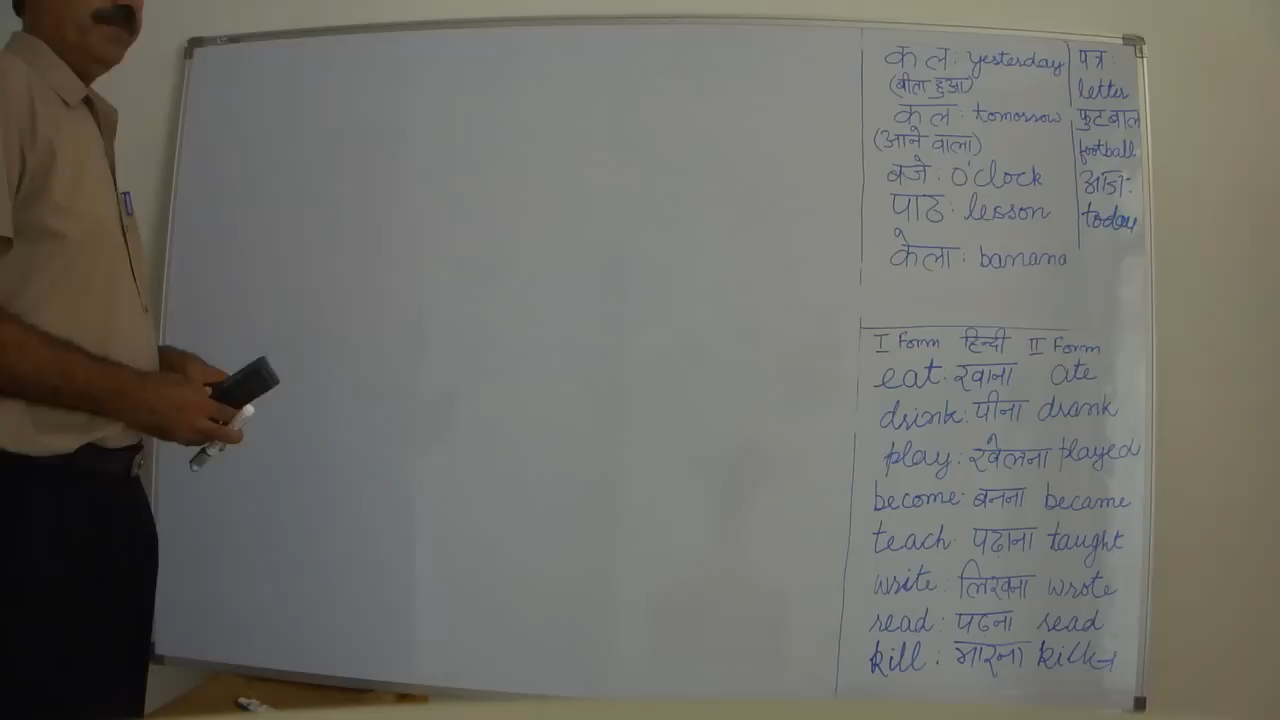 कल: yesterday
(बीता हुआ)
कल: tomorrow
(आने वाला)
बजे: O'clock
पाठ: lesson
केला: banana
पत्र:
letter
फुटबाल
football
आज:
today
I Form हिन्दी II Form
eat: खाना ate
drink: पीना drank
play: खेलना played
become: बनना became
teach: पढ़ाना taught
write: लिखना wrote
read: पढना read
kill: मारना